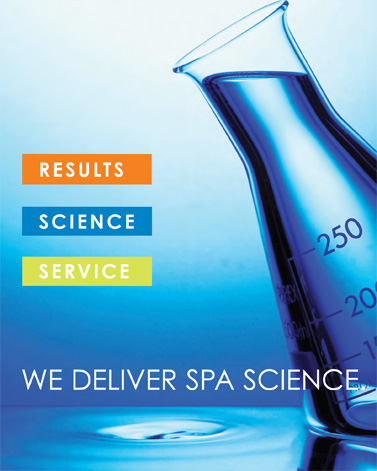 RESULTS
SCIENCE
SERVICE
250
200
WE DELIVER SPA SCIENCE